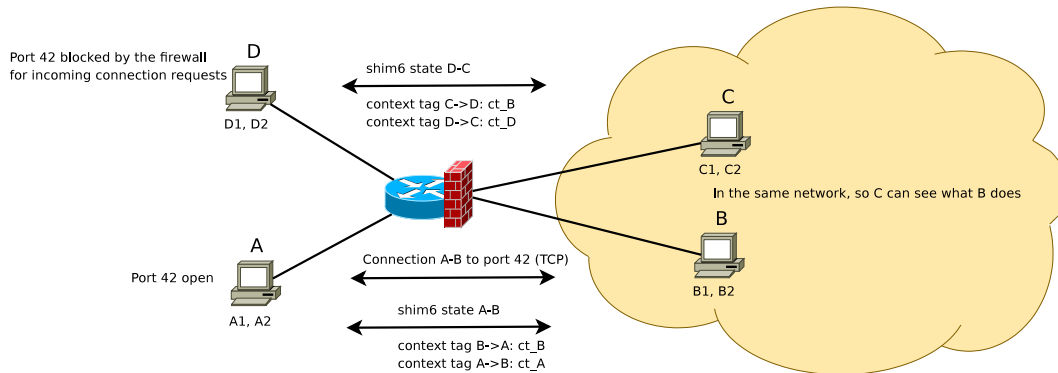 Port 42 blocked by the firewall
for incoming connection requests
D
D1, D2
shim6 state D-C
context tag C->D: ct_B
context tag D->C: ct_D
C
C1, C2
In the same network, so C can see what B does
B
B1, B2
A
Port 42 open
A1, A2
Connection A-B to port 42 (TCP)
shim6 state A-B
context tag B->A: ct_B
context tag A->B: ct_A